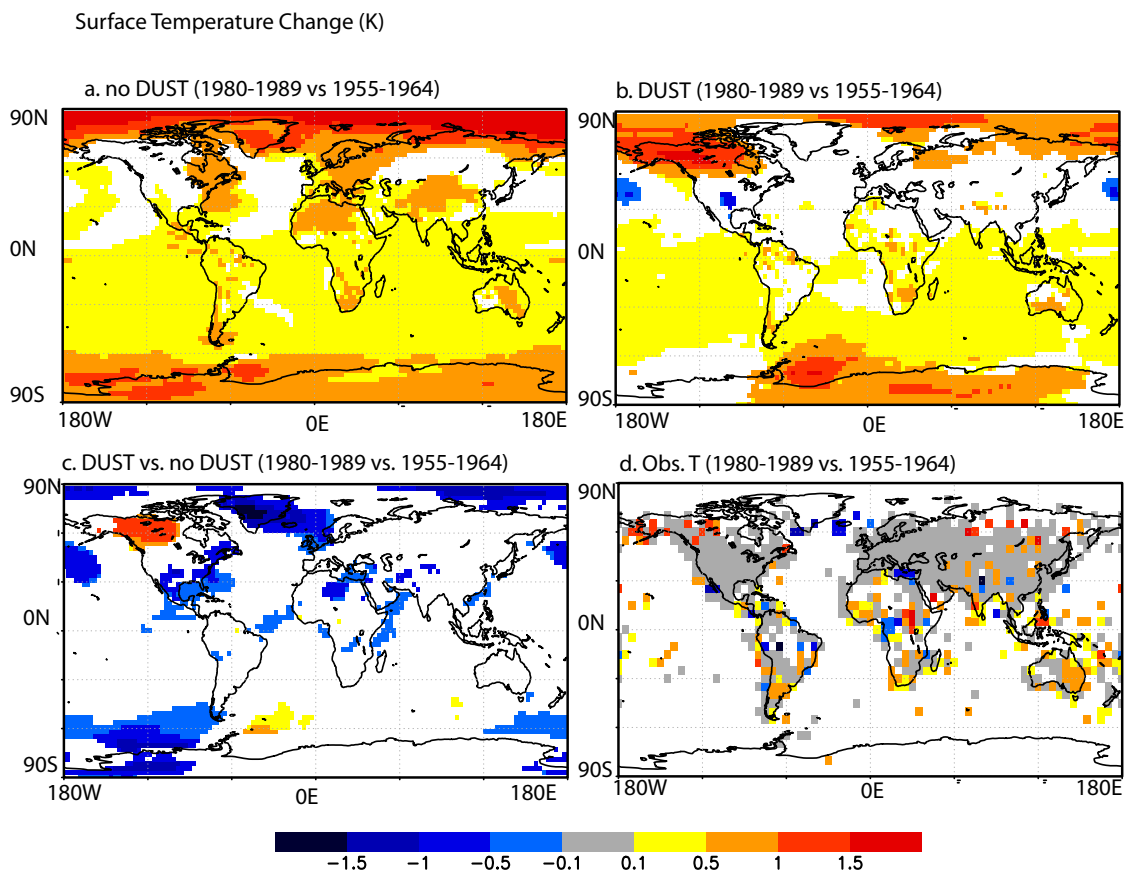 Surface Temperature Change (K)
a. no DUST (1980-1989 vs 1955-1964)
90N
0N
90S
180W 0E 180E
b. DUST (1980-1989 vs 1955-1964)
90N
0N
90S
180W 0E 180E
c. DUST vs. no DUST (1980-1989 vs. 1955-1964)
90N
0N
90S
180W 0E 180E
d. Obs. T (1980-1989 vs. 1955-1964)
90N
0N
90S
180W 0E 180E
−1.5 −1 −0.5 −0.1 0.1 0.5 1 1.5